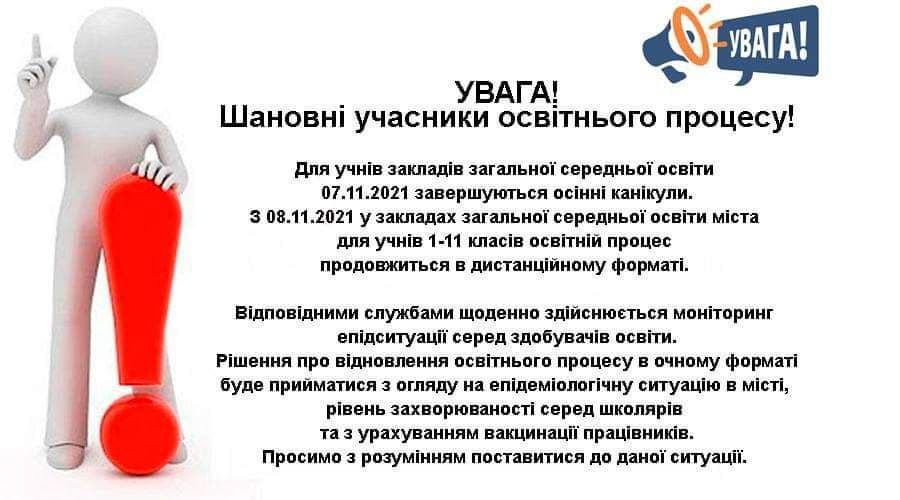 УВАГА!
УВАГА!
Шановні учасники освітнього процесу!
Для учнів закладів загальної середньої освіти
07.11.2021 завершуються осінні канікули.
З 08.11.2021 у закладах загальної середньої освіти міста
для учнів 1-11 класів освітній процес
продовжиться в дистанційному форматі.
Відповідними службами щоденно здійснюється моніторинг
епідситуації серед здобувачів освіти.
Рішення про відновлення освітнього процесу в очному форматі
буде прийматися з огляду на епідеміологічну ситуацію в місті,
рівень захворюваності серед школярів
та з урахуванням вакцинації працівників.
Просимо з розумінням поставитися до даної ситуації.